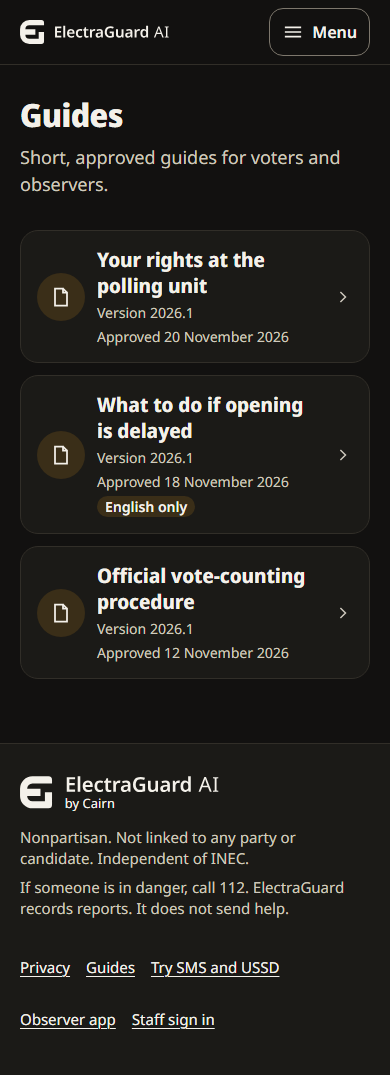 ElectraGuard AI
Menu
Guides
Short, approved guides for voters and
observers.
Your rights at the
polling unit
Version 2026.1
Approved 20 November 2026
What to do if opening
is delayed
Version 2026.1
Approved 18 November 2026
English only
Official vote-counting
procedure
Version 2026.1
Approved 12 November 2026
ElectraGuard AI
by Cairn
Nonpartisan. Not linked to any party or
candidate. Independent of INEC.
If someone is in danger, call 112. ElectraGuard
records reports. It does not send help.
Privacy Guides Try SMS and USSD
Observer app Staff sign in